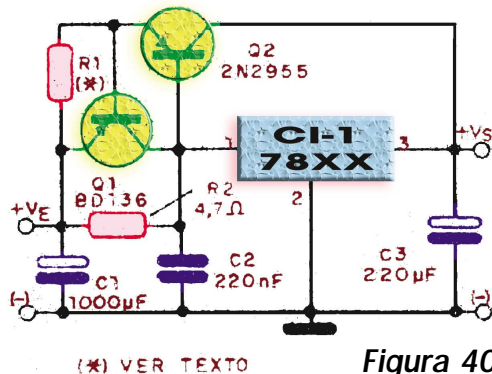 Q2
2N2955
R1
(*)
1
CI-1
78XX
3
+VS
2
Q1
BD136
R2
4,7Ω
+VE
C1
1000µF
C2
220nF
C3
220µF
(-)
(-)
(*) VER TEXTO
Figura 40